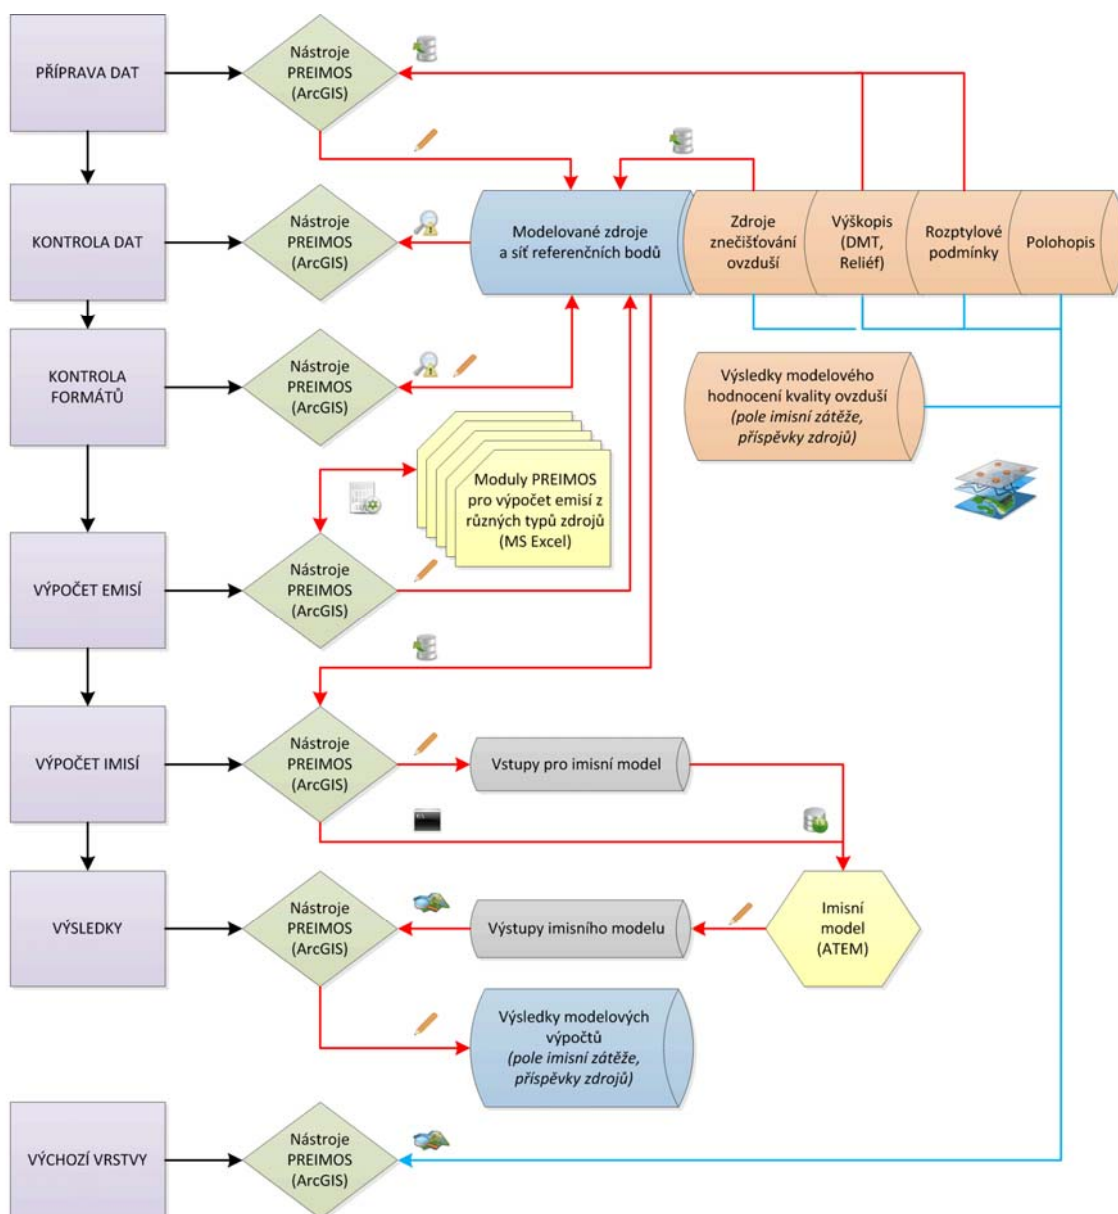 PŘÍPRAVA DAT
Nástroje
PREIMOS
(ArcGIS)
KONTROLA DAT
Nástroje
PREIMOS
(ArcGIS)
Modelované zdroje
a síť referenčních bodů
Zdroje
znečišťování
ovzduší
Výškopis
(DMT,
Reliéf)
Rozptylové
podmínky
Polohopis
KONTROLA
FORMÁTŮ
Nástroje
PREIMOS
(ArcGIS)
Výsledky modelového
hodnocení kvality ovzduší
(pole imisní zátěže,
příspěvky zdrojů)
Moduly PREIMOS
pro výpočet emisí z
různých typů zdrojů
(MS Excel)
VÝPOČET EMISÍ
Nástroje
PREIMOS
(ArcGIS)
VÝPOČET IMISÍ
Nástroje
PREIMOS
(ArcGIS)
Vstupy pro imisní model
VÝSLEDKY
Nástroje
PREIMOS
(ArcGIS)
Výstupy imisního modelu
Imisní
model
(ATEM)
Výsledky modelových
výpočtů
(pole imisní zátěže,
příspěvky zdrojů)
VÝCHOZÍ VRSTVY
Nástroje
PREIMOS
(ArcGIS)